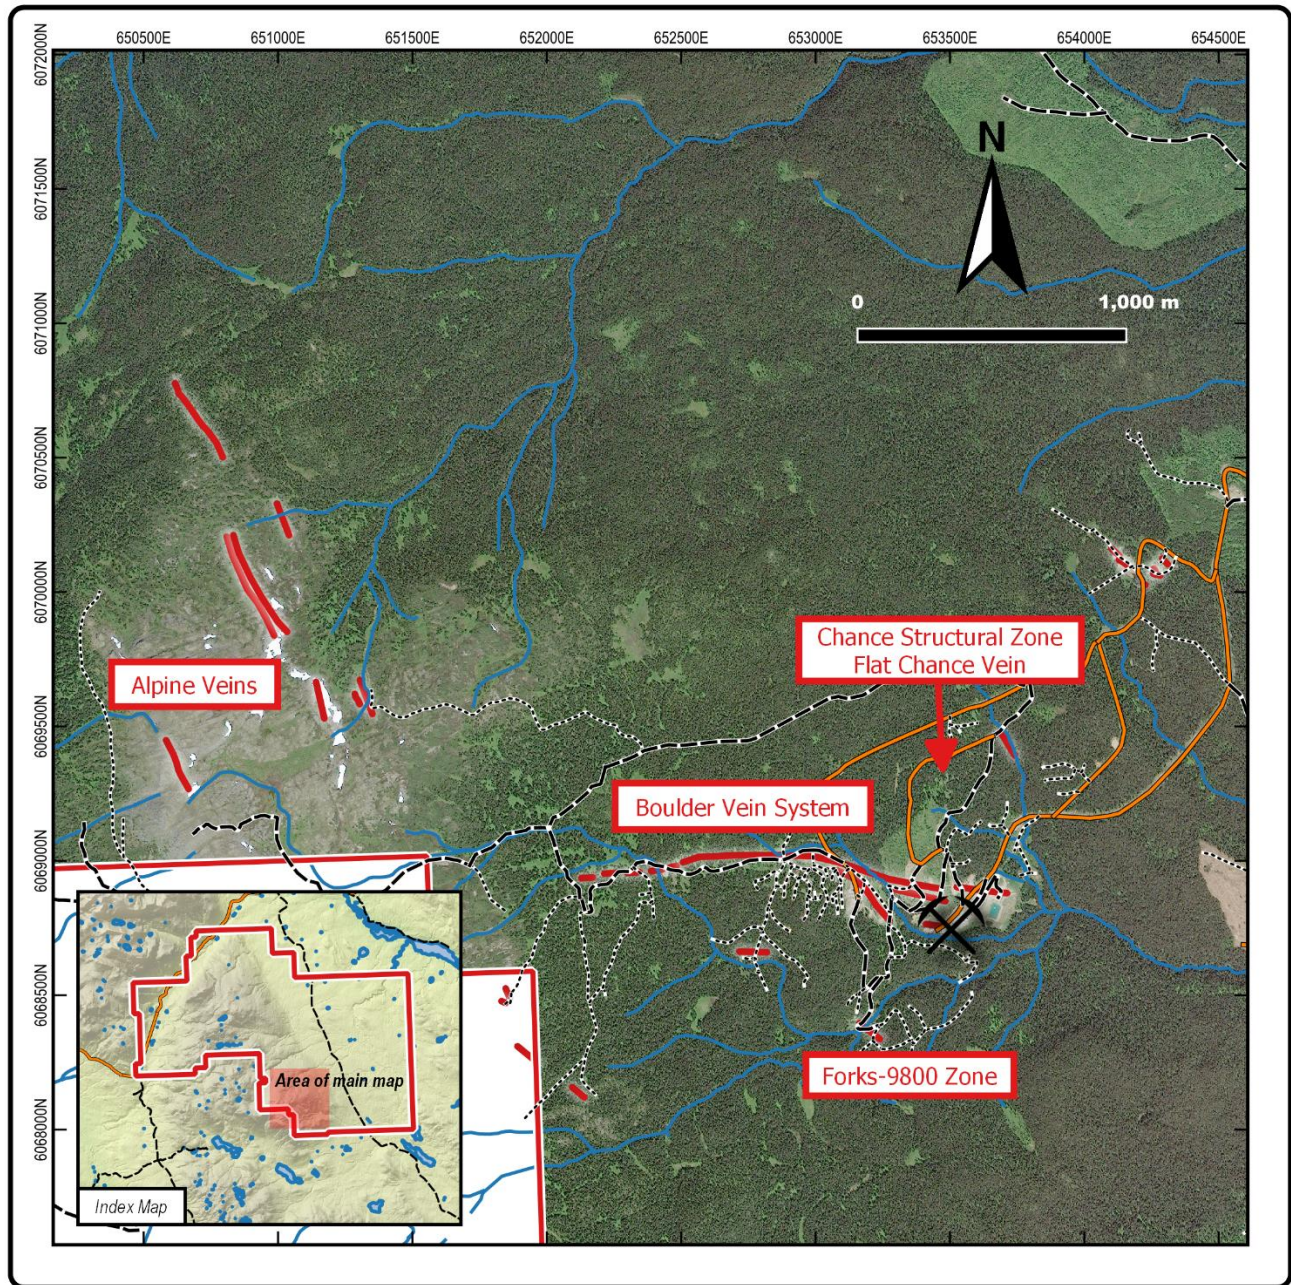 650500E 651000E 651500E 652000E 652500E 653000E 653500E 654000E 654500E
6072000N
6071500N
6071000N
6070500N
6070000N
6069500N
6069000N
6068500N
6068000N
N
0 1,000 m
Chance Structural Zone
Flat Chance Vein
Alpine Veins
Boulder Vein System
Forks-9800 Zone
Area of main map
Index Map